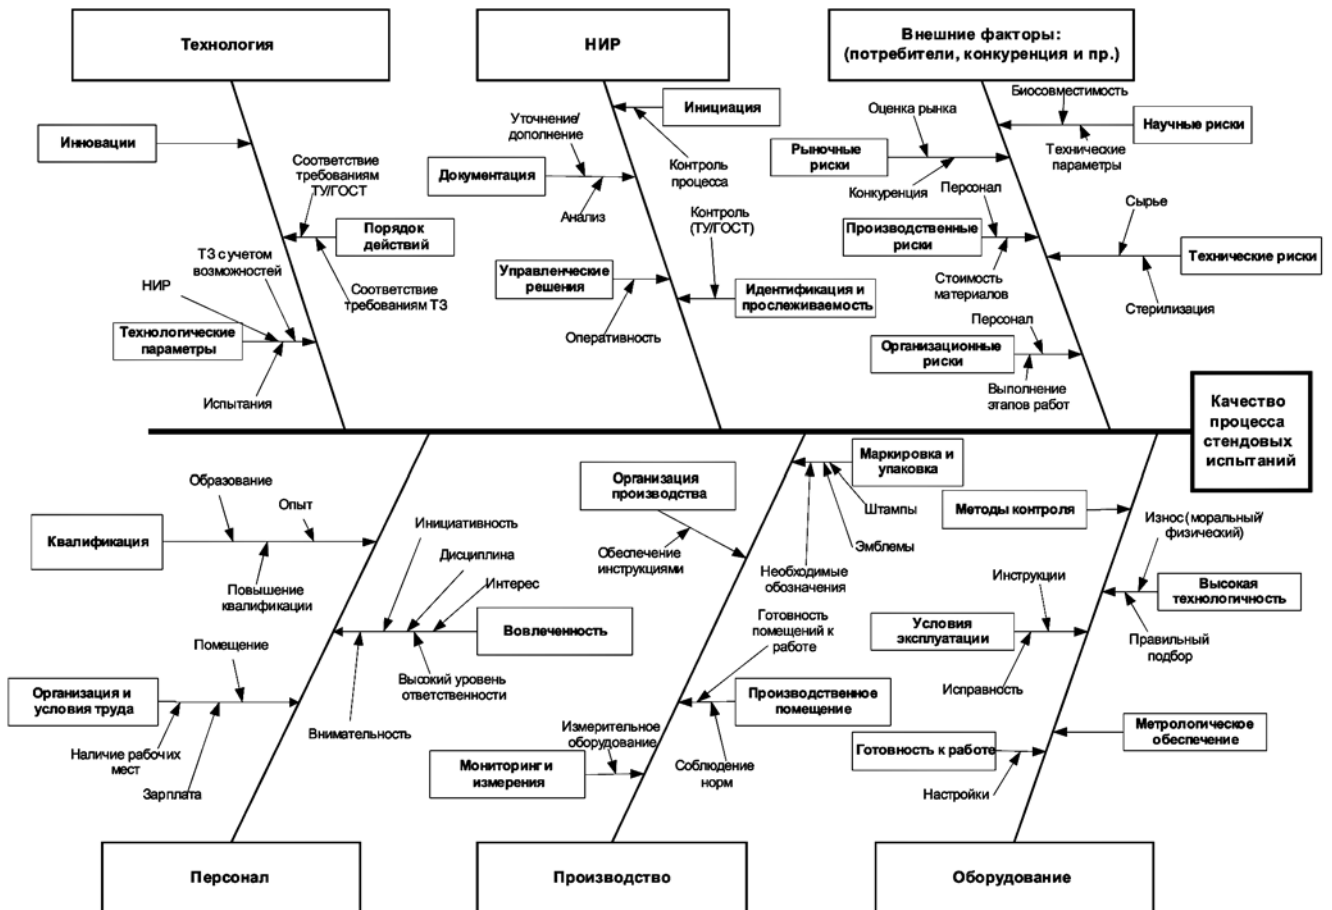 Технология
НИР
Внешние факторы:
(потребители, конкуренция и пр.)
Инновации
Соответствие
требованиям
ТУ/ГОСТ
Порядок
действий
Соответствие
требованиям ТЗ
ТЗ с учетом
возможностей
НИР
Технологические
параметры
Испытания
Инициация
Контроль
процесса
Уточнение/
дополнение
Документация
Анализ
Контроль
(ТУ/ГОСТ)
Управленческие
решения
Оперативность
Идентификация и
прослеживаемость
Биосовместимость
Научные риски
Технические
параметры
Оценка рынка
Рыночные
риски
Конкуренция
Персонал
Производственные
риски
Стоимость
материалов
Сырье
Технические риски
Стерилизация
Персонал
Организационные
риски
Выполнение
этапов работ
Качество
процесса
стендовых
испытаний
Образование
Опыт
Квалификация
Повышение
квалификации
Инициативность
Дисциплина
Интерес
Вовлеченность
Высокий уровень
ответственности
Внимательность
Помещение
Организация и
условия труда
Наличие рабочих
мест
Зарплата
Организация
производства
Обеспечение
инструкциями
Маркировка и
упаковка
Штампы
Эмблемы
Необходимые
обозначения
Готовность
помещений к
работе
Производственное
помещение
Соблюдение
норм
Измерительное
оборудование
Мониторинг и
измерения
Методы контроля
Износ (моральный/
физический)
Высокая
технологичность
Правильный
подбор
Инструкции
Условия
эксплуатации
Исправность
Метрологическое
обеспечение
Готовность к работе
Настройки
Персонал
Производство
Оборудование